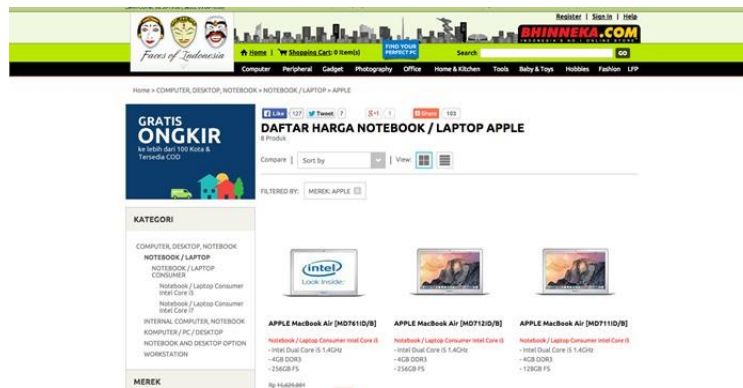 Register | Sign In | Help
BHINNEKA.COM
INDONESIA'S NO 1 ONLINE STORE
Faces of Indonesia
Home | Shopping Cart: 0 item(s)
FIND YOUR
PERFECT PC
Search
GO
Computer Peripheral Gadget Photography Office Home & Kitchen Tools Baby & Toys Hobbies Fashion LFP
Home » COMPUTER, DESKTOP, NOTEBOOK » NOTEBOOK / LAPTOP » APPLE
GRATIS
ONGKIR
ke lebih dari 100 Kota &
Tersedia COD
Like 127 Tweet 7 g+1 1 Share 103
DAFTAR HARGA NOTEBOOK / LAPTOP APPLE
8 Produk
Compare | Sort by | View:
FILTERED BY: MEREK: APPLE
KATEGORI
COMPUTER, DESKTOP, NOTEBOOK
NOTEBOOK / LAPTOP
NOTEBOOK / LAPTOP
CONSUMER
Notebook / Laptop Consumer
Intel Core i5
Notebook / Laptop Consumer
Intel Core i7
INTERNAL COMPUTER, NOTEBOOK
KOMPUTER / PC / DESKTOP
NOTEBOOK AND DESKTOP OPTION
WORKSTATION
MEREK
intel
Look Inside.
APPLE MacBook Air [MD761ID/B]
Notebook / Laptop Consumer Intel Core i5
- Intel Dual Core i5 1.4GHz
- 4GB DDR3
- 256GB FS
APPLE MacBook Air [MD712ID/B]
Notebook / Laptop Consumer Intel Core i5
- Intel Dual Core i5 1.4GHz
- 4GB DDR3
- 256GB FS
APPLE MacBook Air [MD711ID/B]
Notebook / Laptop Consumer Intel Core i5
- Intel Dual Core i5 1.4GHz
- 4GB DDR3
- 128GB FS